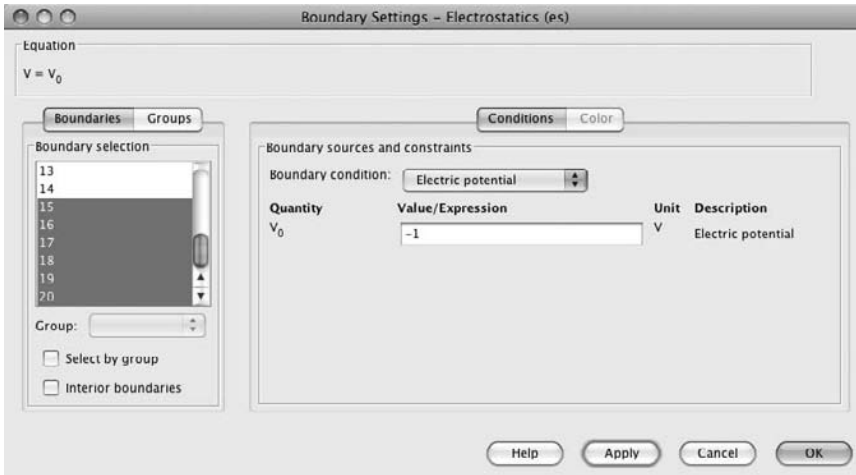 Boundary Settings – Electrostatics (es)
Equation
V = V₀
Boundaries Groups
Boundary selection
13
14
15
16
17
18
19
20
Group:
Select by group
Interior boundaries
Conditions Color
Boundary sources and constraints
Boundary condition: Electric potential
Quantity Value/Expression Unit Description
V₀ -1 V Electric potential
Help Apply Cancel OK